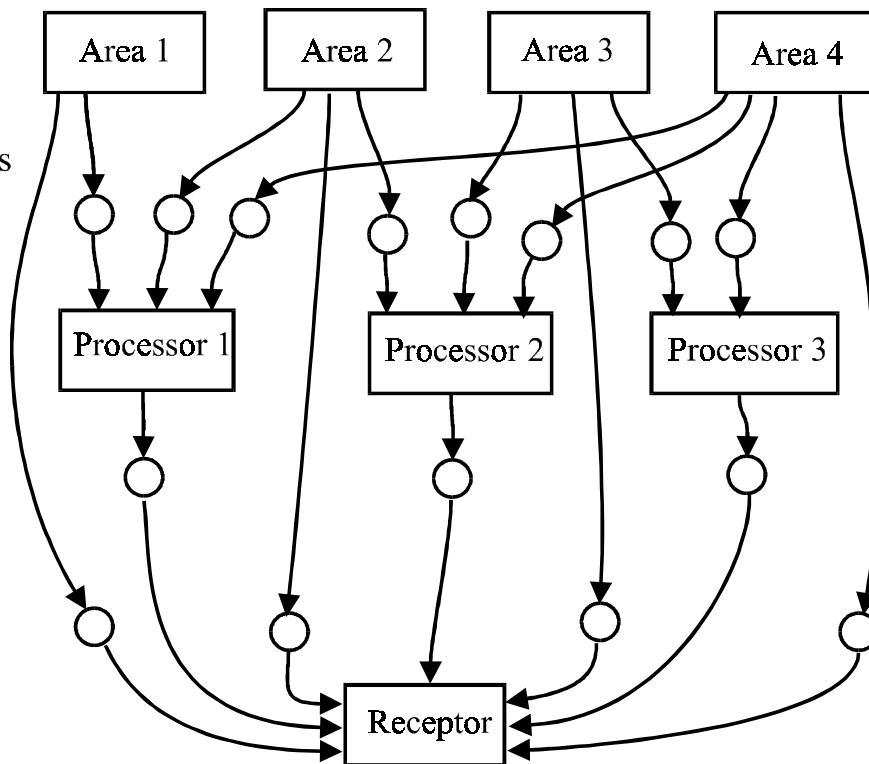 Area 1
Area 2
Area 3
Area 4
s
Processor 1
Processor 2
Processor 3
Receptor